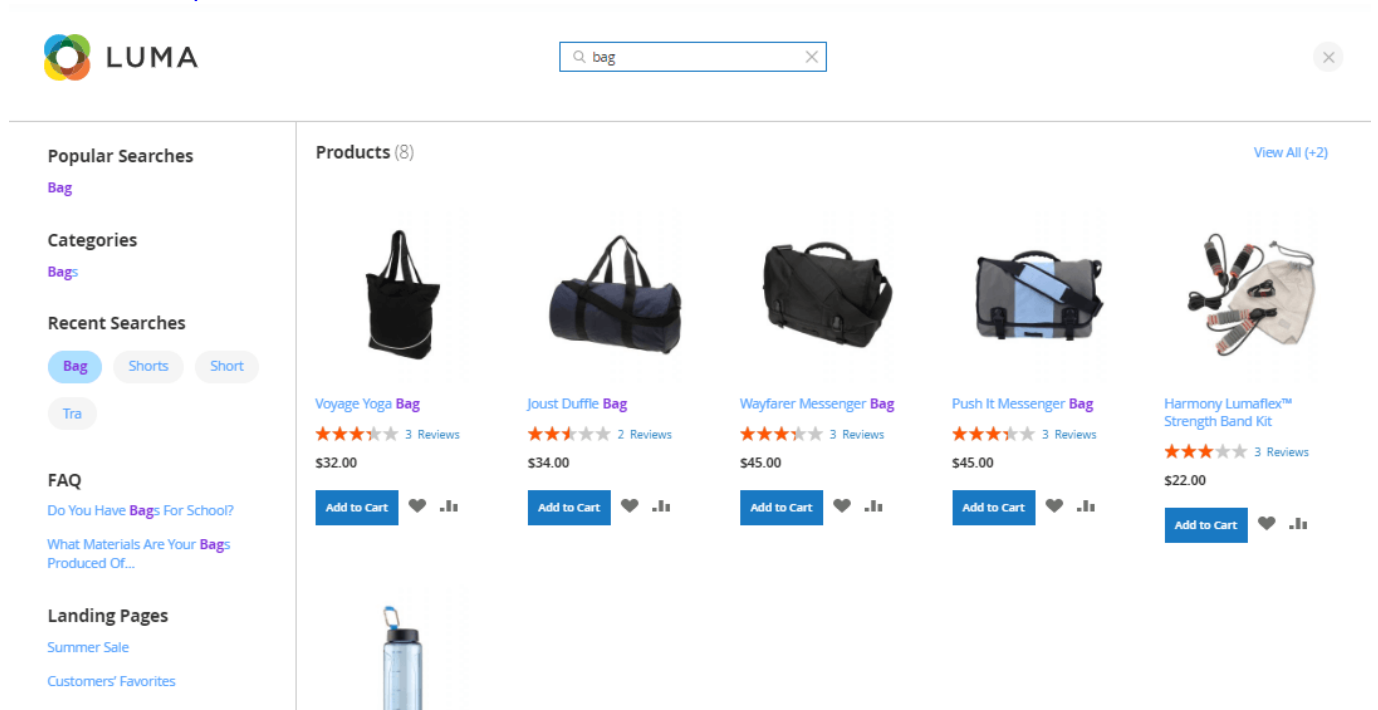 LUMA
bag
Popular Searches
Bag
Categories
Bags
Recent Searches
Bag
Shorts
Short
Tra
FAQ
Do You Have Bags For School?
What Materials Are Your Bags
Produced Of...
Landing Pages
Summer Sale
Customers' Favorites
Products (8)
View All (+2)
Voyage Yoga Bag
3 Reviews
$32.00
Add to Cart
Joust Duffle Bag
2 Reviews
$34.00
Add to Cart
Wayfarer Messenger Bag
3 Reviews
$45.00
Add to Cart
Push It Messenger Bag
3 Reviews
$45.00
Add to Cart
Harmony Lumaflex™
Strength Band Kit
3 Reviews
$22.00
Add to Cart